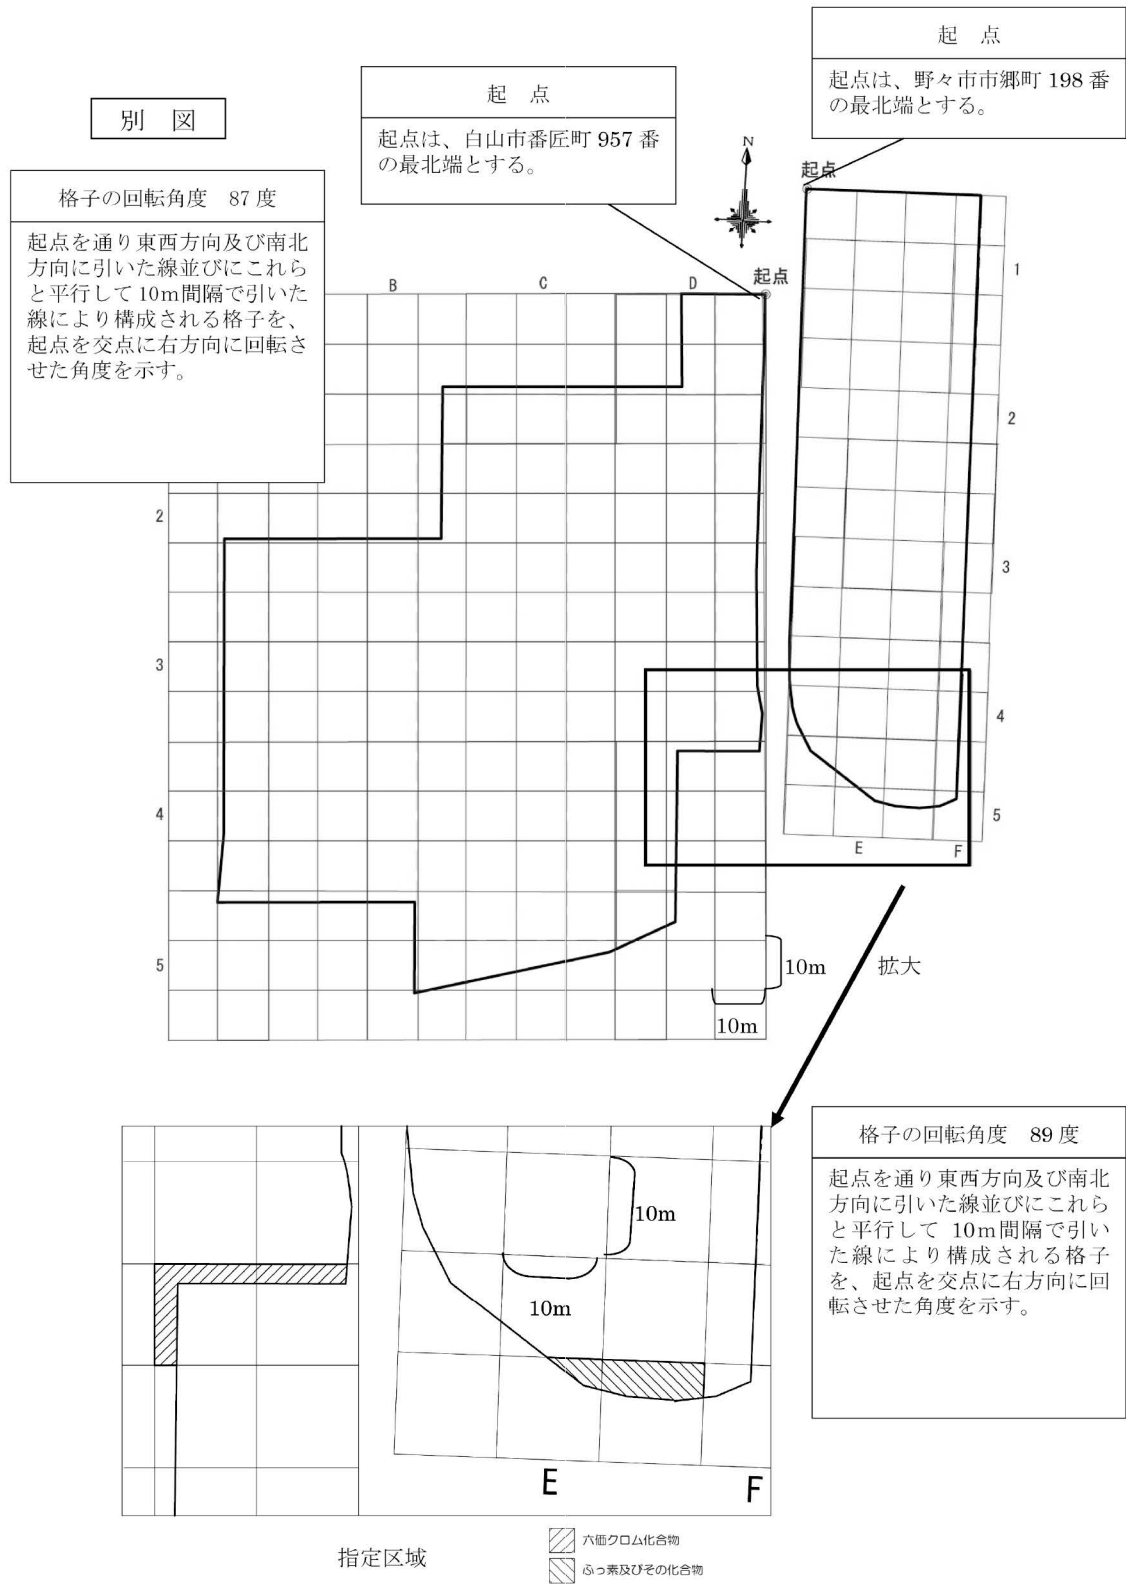 起　点
起点は、野々市市郷町 198 番
の最北端とする。
起　点
起点は、白山市番匠町 957 番
の最北端とする。
別　図
N
起点
格子の回転角度　87 度
起点を通り東西方向及び南北
方向に引いた線並びにこれら
と平行して 10m間隔で引いた
線により構成される格子を、
起点を交点に右方向に回転さ
せた角度を示す。
B
C
D
起点
1
2
3
4
5
2
3
4
5
E
F
10m
10m
拡大
格子の回転角度　89 度
起点を通り東西方向及び南北
方向に引いた線並びにこれら
と平行して 10m間隔で引い
た線により構成される格子
を、起点を交点に右方向に回
転させた角度を示す。
10m
10m
E
F
指定区域
六価クロム化合物
ふっ素及びその化合物